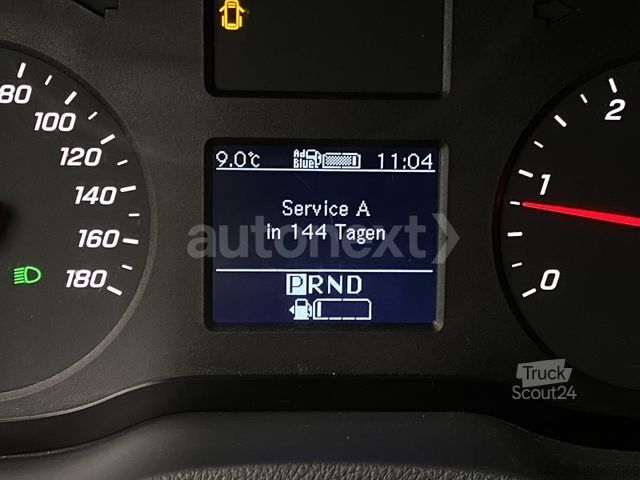 80
100
120
140
160
180
9.0°c
Ad
Blue
11:04
Service A
in 144 Tagen
PRND
2
1
0
autonext
Truck
Scout24